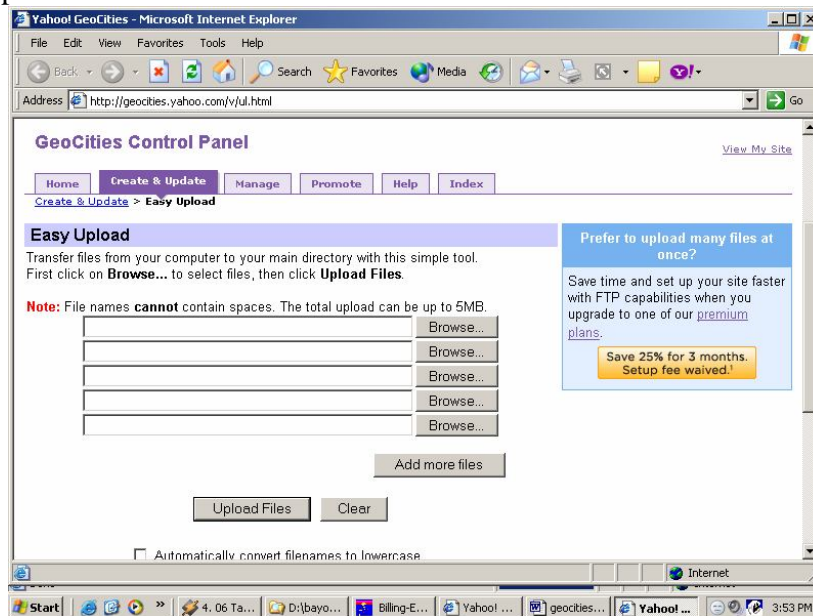 Yahoo! GeoCities - Microsoft Internet Explorer
File Edit View Favorites Tools Help
Back Search Favorites Media
Address http://geocities.yahoo.com/v/ul.html Go
GeoCities Control Panel
View My Site
Home Create & Update Manage Promote Help Index
Create & Update > Easy Upload
Easy Upload
Transfer files from your computer to your main directory with this simple tool.
First click on Browse... to select files, then click Upload Files.
Note: File names cannot contain spaces. The total upload can be up to 5MB.
Browse...
Browse...
Browse...
Browse...
Browse...
Add more files
Upload Files Clear
Automatically convert filenames to lowercase
Prefer to upload many files at
once?
Save time and set up your site faster
with FTP capabilities when you
upgrade to one of our premium
plans.
Save 25% for 3 months.
Setup fee waived.¹
Internet
Start » 4. 06 Ta... D:\bayo... Billing-E... Yahoo! ... geocities... Yahoo! ... 3:53 PM